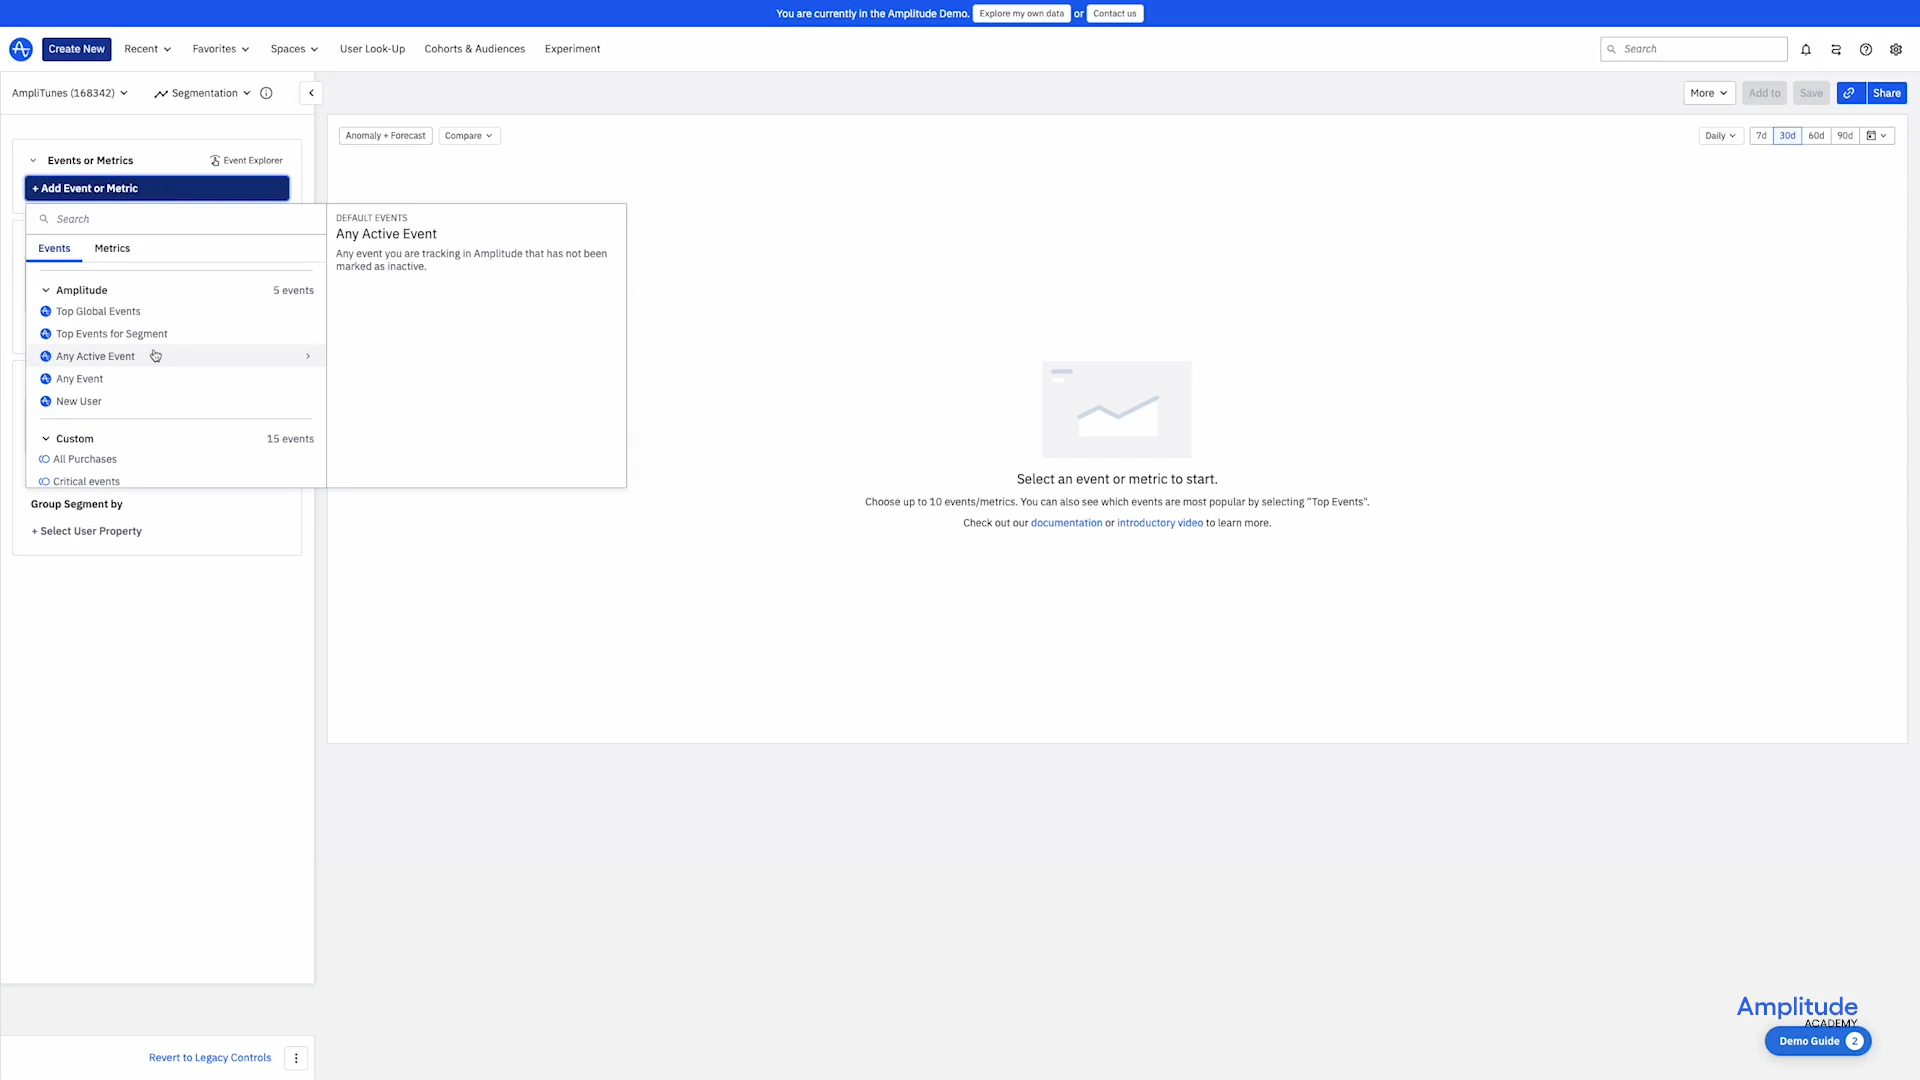 You are currently in the Amplitude Demo. Explore my own data or Contact us
Create New Recent Favorites Spaces User Look-Up Cohorts & Audiences Experiment Search
AmpliTunes (168342) Segmentation More Add to Save Share
Anomaly + Forecast Compare Daily 7d 30d 60d 90d
Events or Metrics Event Explorer
+ Add Event or Metric
Search
Events Metrics
Amplitude 5 events
Top Global Events
Top Events for Segment
Any Active Event
Any Event
New User
Custom 15 events
All Purchases
Critical events
DEFAULT EVENTS
Any Active Event
Any event you are tracking in Amplitude that has not been
marked as inactive.
Group Segment by
+ Select User Property
Select an event or metric to start.
Choose up to 10 events/metrics. You can also see which events are most popular by selecting "Top Events".
Check out our documentation or introductory video to learn more.
Revert to Legacy Controls
Amplitude
ACADEMY
Demo Guide 2